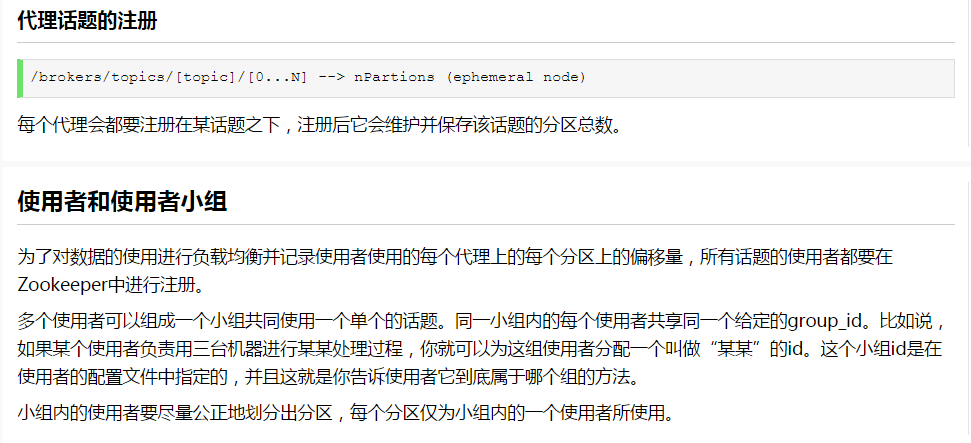 代理话题的注册
/brokers/topics/[topic]/[0...N] --> nPartions (ephemeral node)
每个代理会都要注册在某话题之下，注册后它会维护并保存该话题的分区总数。
使用者和使用者小组
为了对数据的使用进行负载均衡并记录使用者使用的每个代理上的每个分区上的偏移量，所有话题的使用者都要在
Zookeeper中进行注册。
多个使用者可以组成一个小组共同使用一个单个的话题。同一小组内的每个使用者共享同一个给定的group_id。比如说，
如果某个使用者负责用三台机器进行某某处理过程，你就可以为这组使用者分配一个叫做“某某”的id。这个小组id是在
使用者的配置文件中指定的，并且这就是你告诉使用者它到底属于哪个组的方法。
小组内的使用者要尽量公正地划分出分区，每个分区仅为小组内的一个使用者所使用。